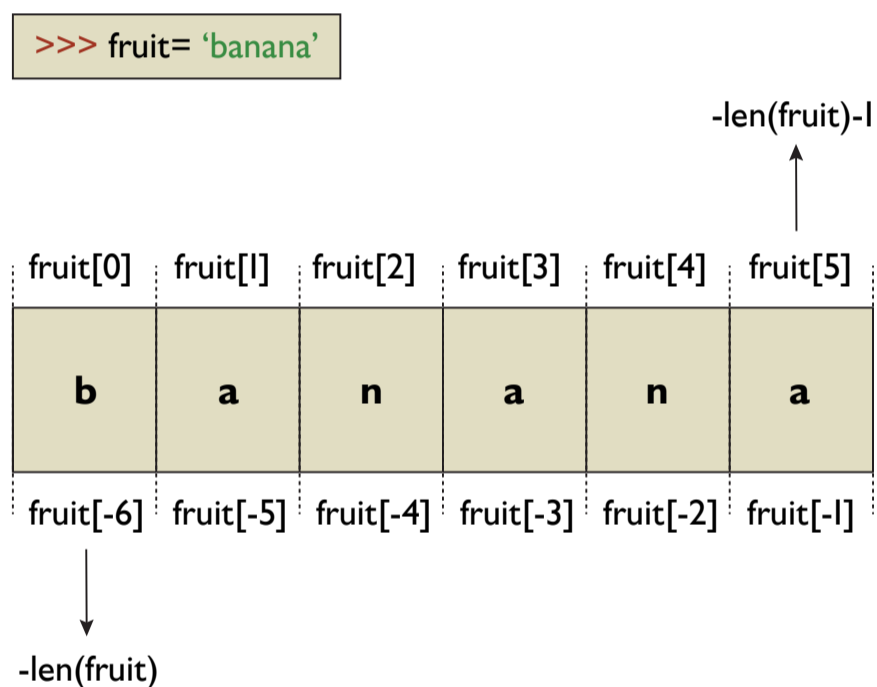 >>> fruit= ‘banana’
-len(fruit)-1
fruit[0] fruit[1] fruit[2] fruit[3] fruit[4] fruit[5]
b a n a n a
fruit[-6] fruit[-5] fruit[-4] fruit[-3] fruit[-2] fruit[-1]
-len(fruit)